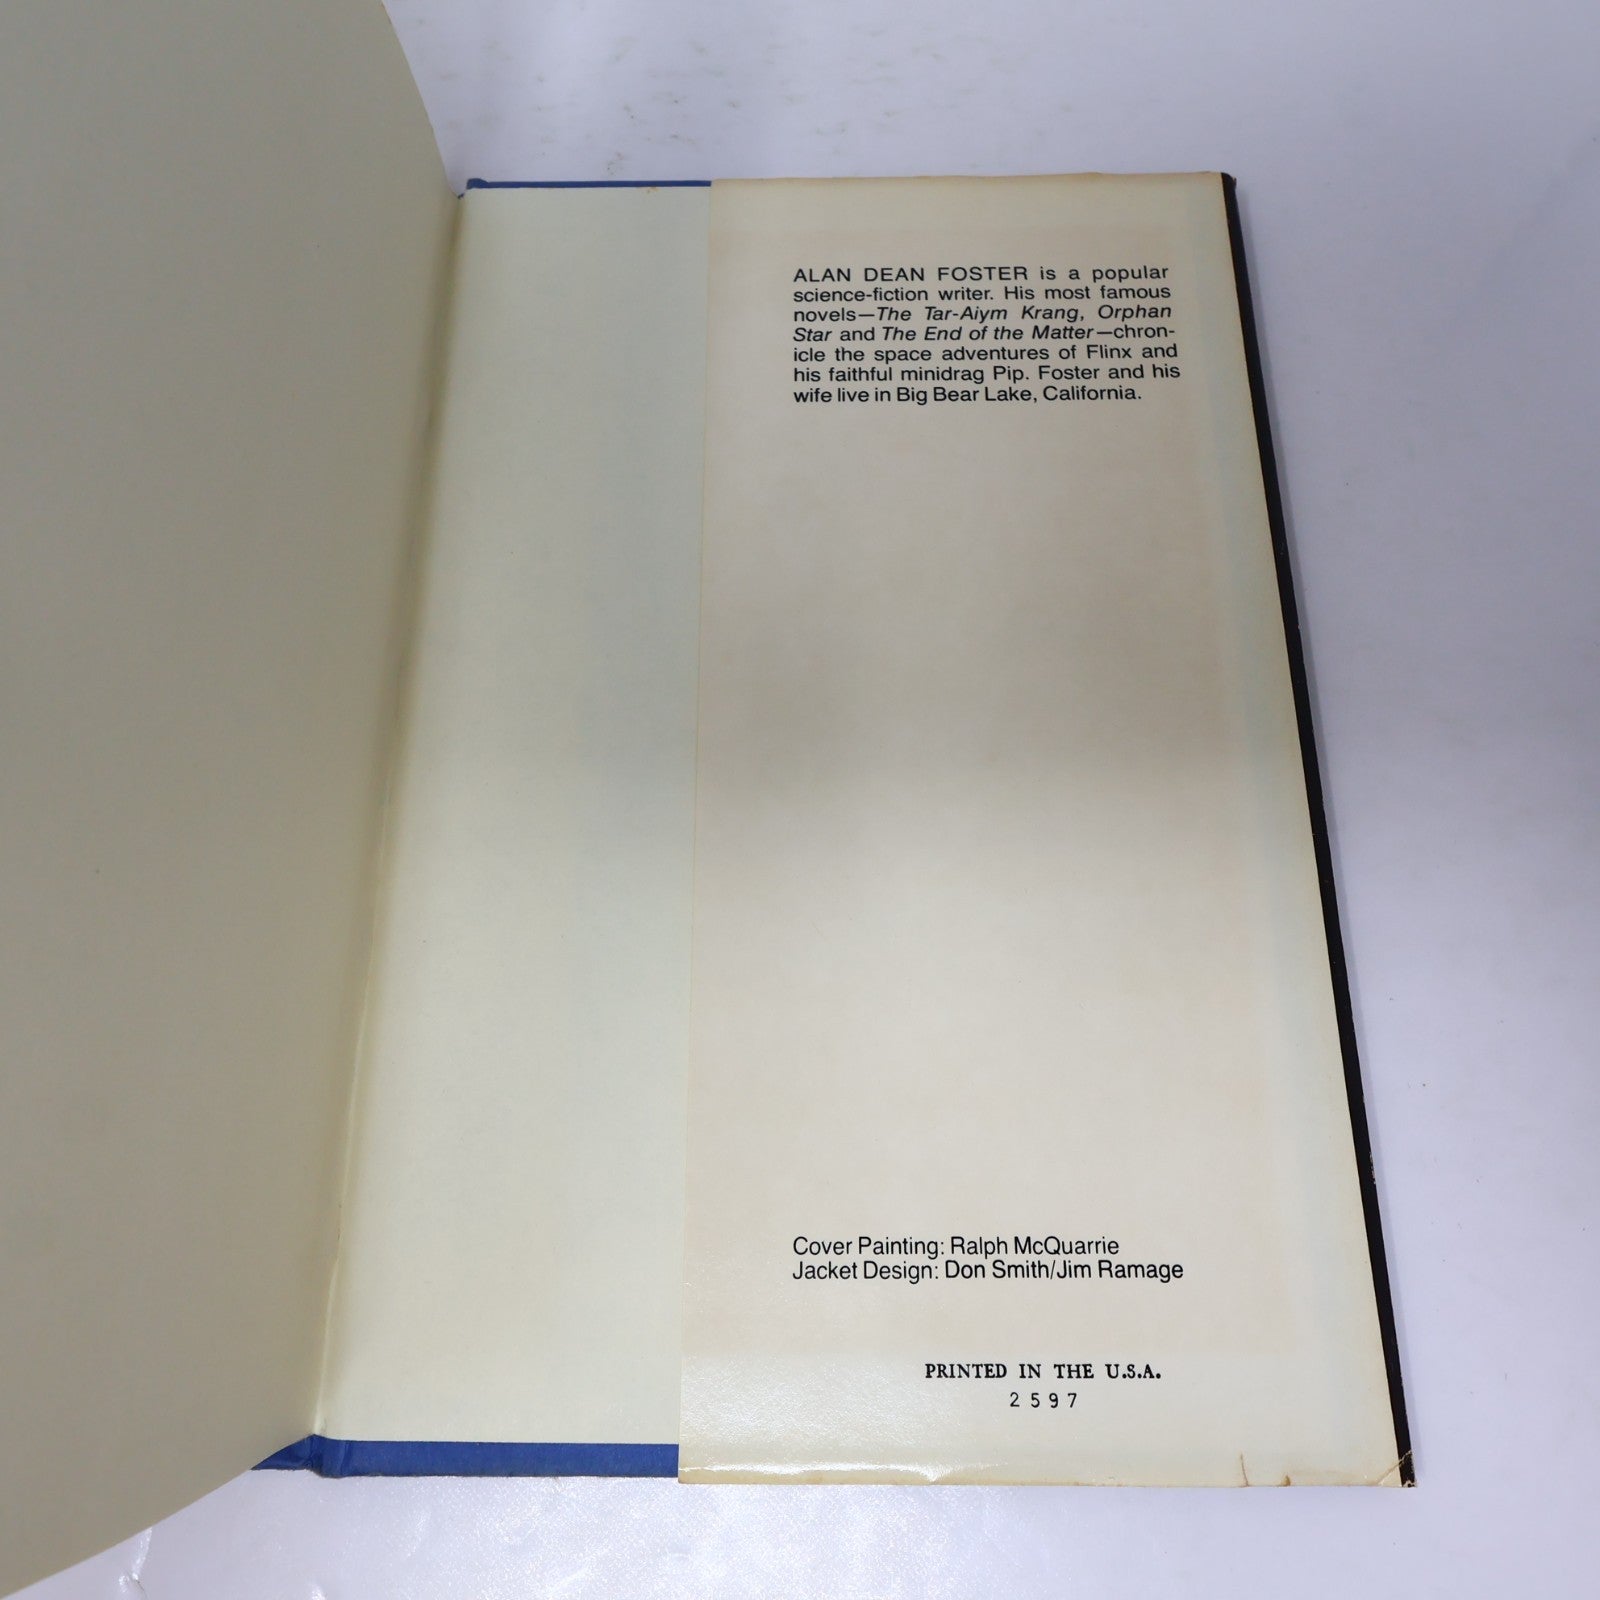 ALAN DEAN FOSTER is a popular
science-fiction writer. His most famous
novels—The Tar-Aiym Krang, Orphan
Star and The End of the Matter—chron-
icle the space adventures of Flinx and
his faithful minidrag Pip. Foster and his
wife live in Big Bear Lake, California.
Cover Painting: Ralph McQuarrie
Jacket Design: Don Smith/Jim Ramage
PRINTED IN THE U.S.A.
2597